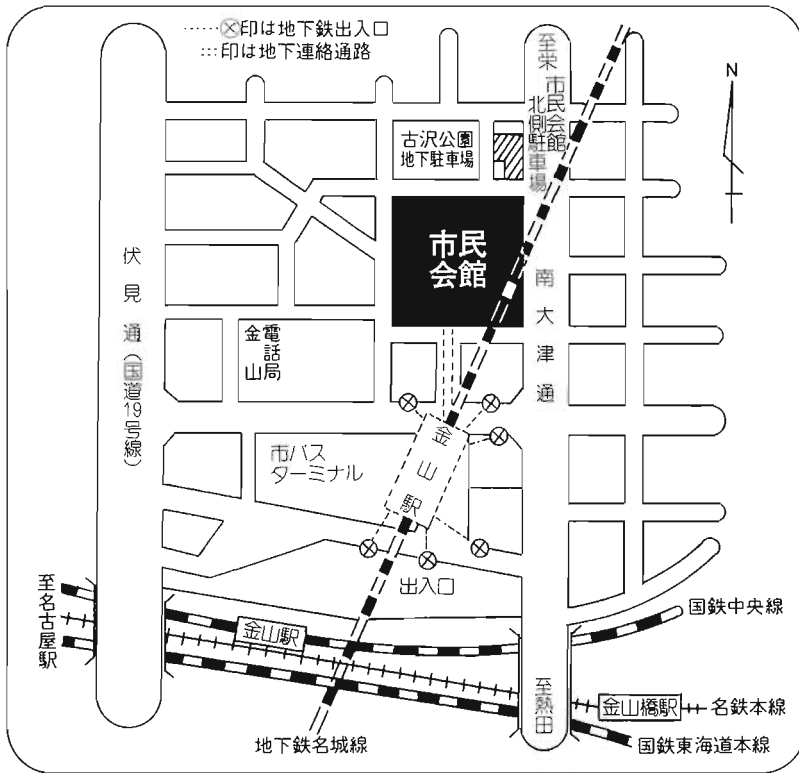 印は地下鉄出入口
印は地下連絡通路
N
至栄
市民会館
北側駐車場
古沢公園
地下駐車場
市民
会館
伏見通(国道19号線)
南大津通
金山
電話局
金山駅
市バス
ターミナル
出入口
至名古屋駅
金山駅
国鉄中央線
至熱田
金山橋駅
名鉄本線
地下鉄名城線
国鉄東海道本線